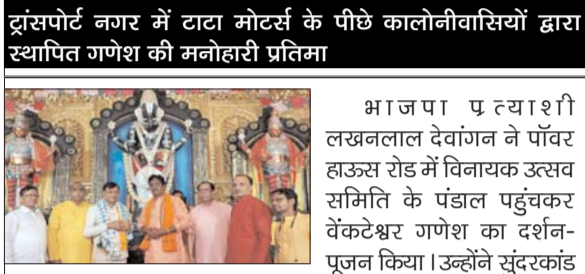 ट्रांसपोर्ट नगर में टाटा मोटर्स के पीछे कालोनीवासियों द्वारा
स्थापित गणेश की मनोहारी प्रतिमा
भाजपा प्रत्याशी
लखनलाल देवांगन ने पॉवर
हाऊस रोड में विनायक उत्सव
समिति के पंडाल पहुंचकर
वेंकटेश्वर गणेश का दर्शन-
पूजन किया। उन्होंने सुंदरकांड